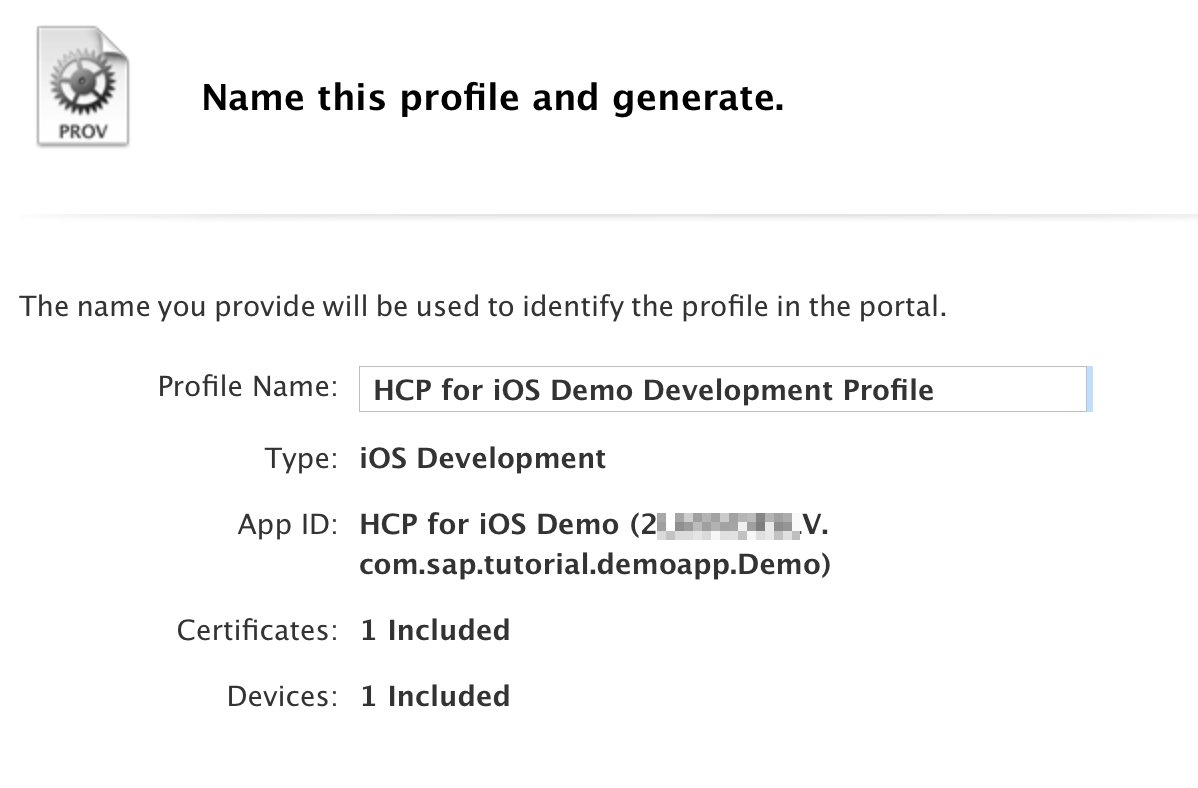 PROV
Name this profile and generate.
The name you provide will be used to identify the profile in the portal.
Profile Name: HCP for iOS Demo Development Profile
Type: iOS Development
App ID: HCP for iOS Demo (2 V.
com.sap.tutorial.demoapp.Demo)
Certificates: 1 Included
Devices: 1 Included